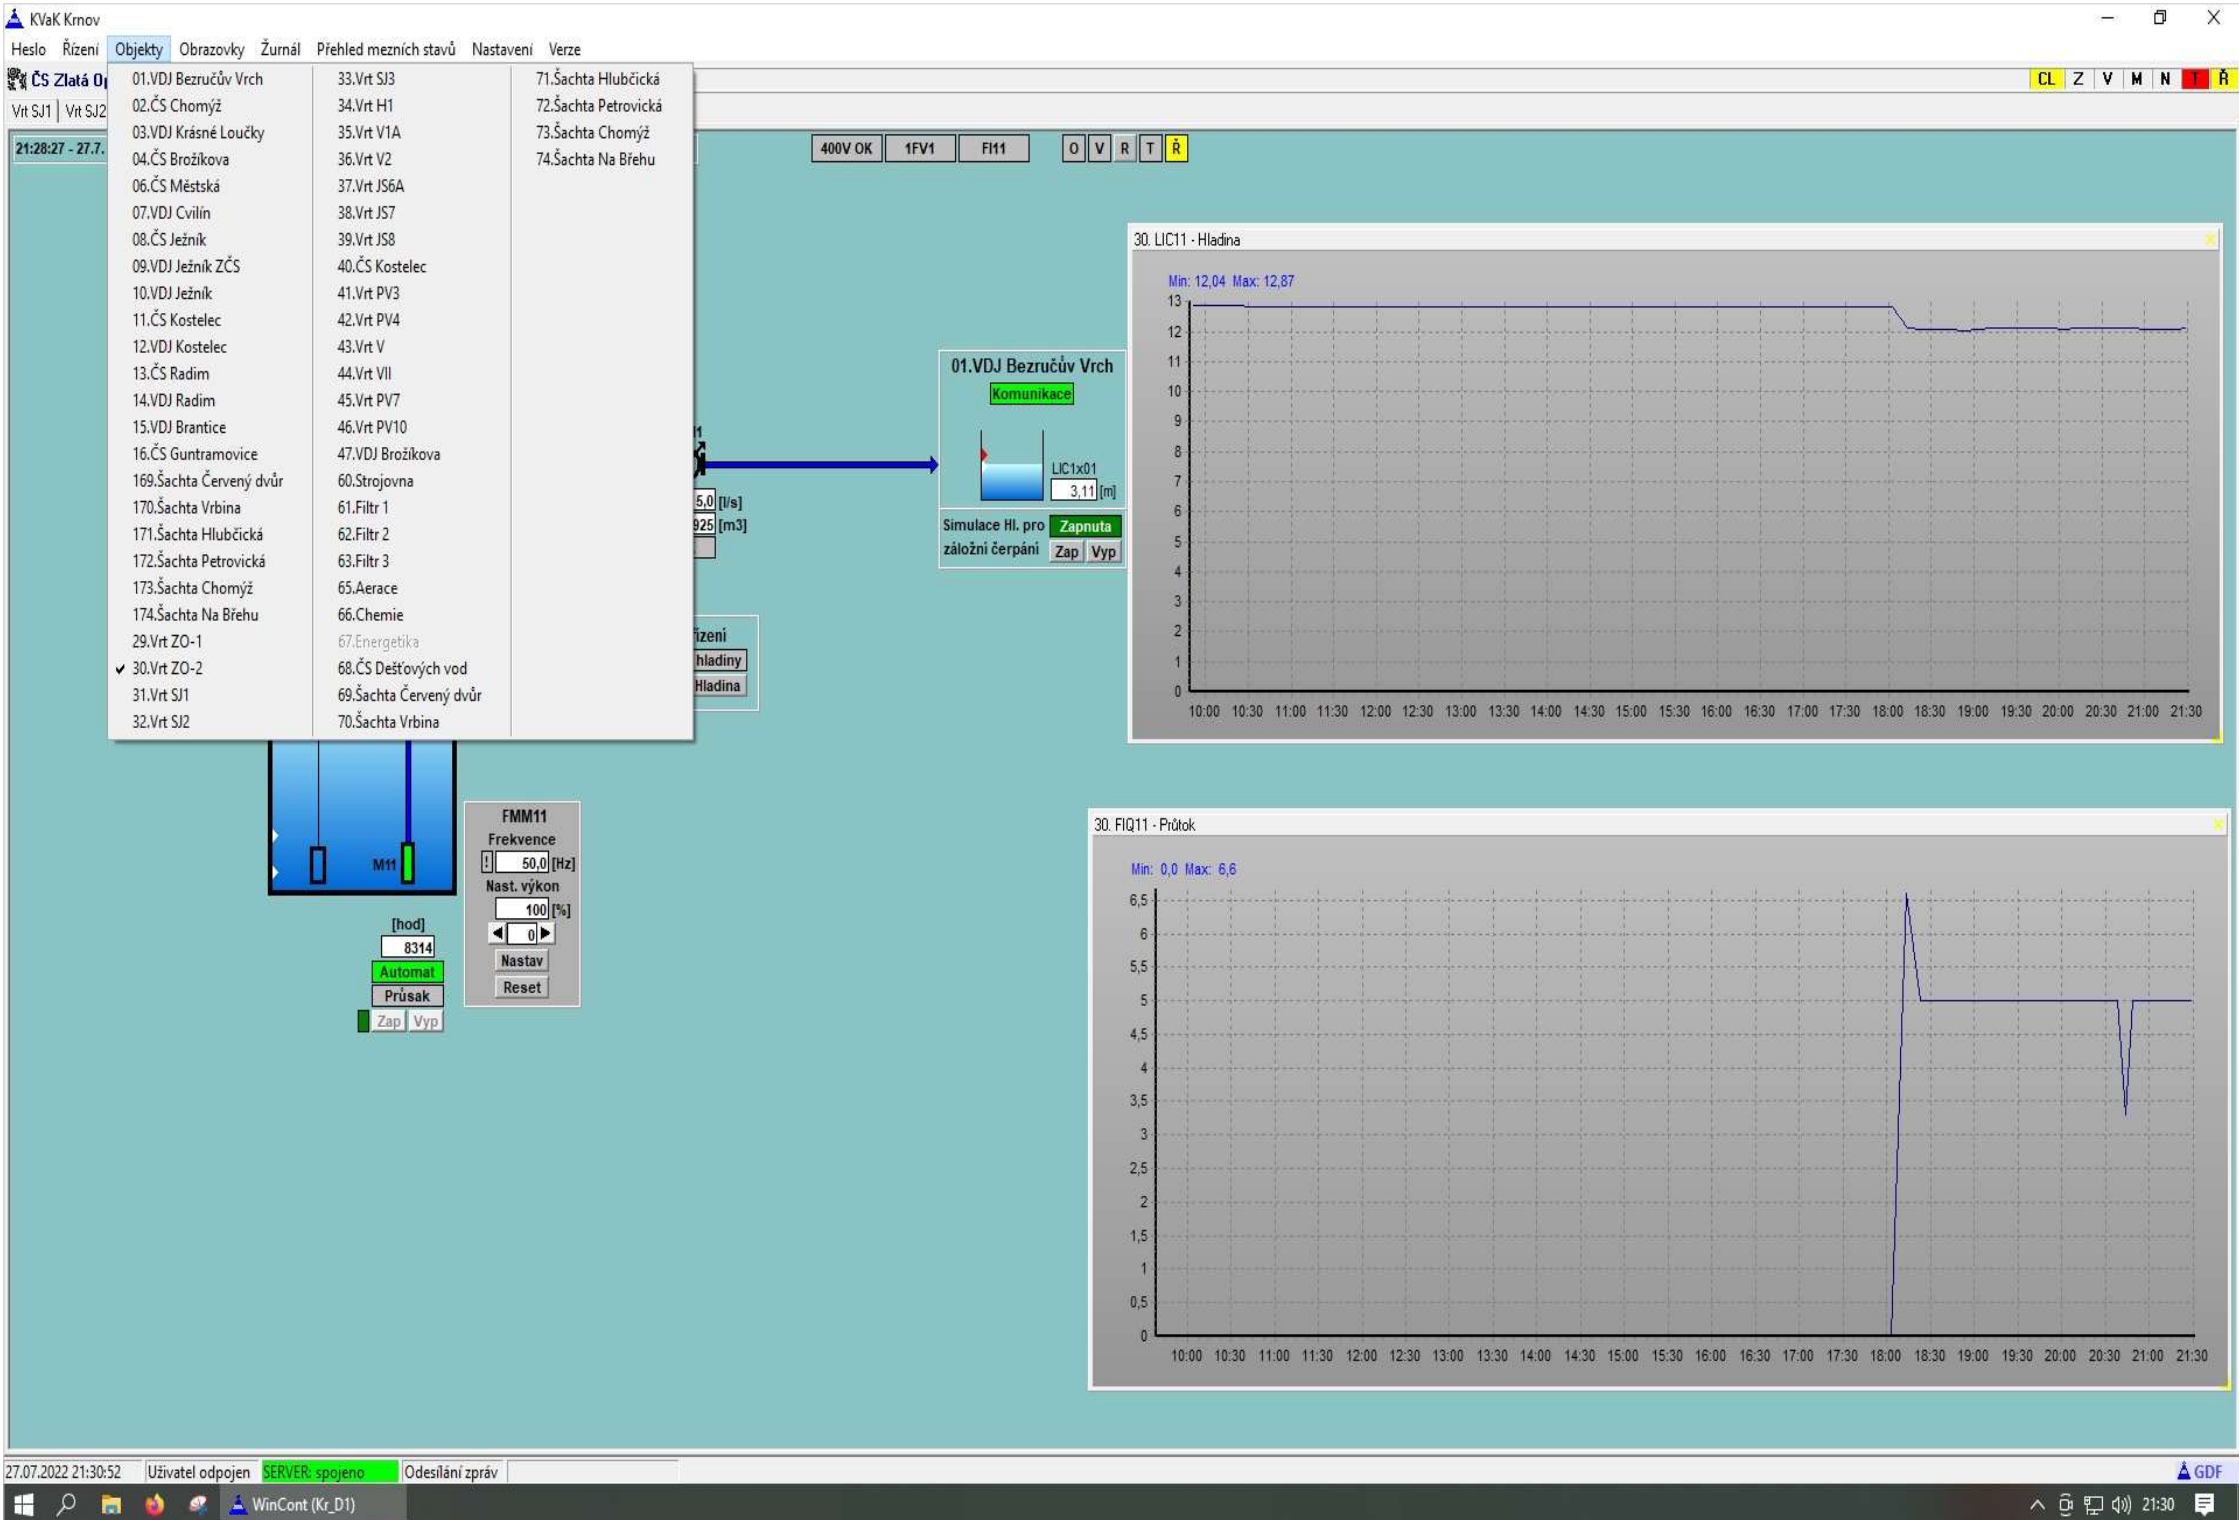 KVaK Krnov
Heslo Řízení Objekty Obrazovky Žurnál Přehled mezních stavů Nastavení Verze
ČS Zlatá
CL Z V M N T Ř
Vrt SJ1 Vrt SJ2
01.VDJ Bezručův Vrch
02.ČS Chomýž
03.VDJ Krásné Loučky
04.ČS Brožíkova
06.ČS Městská
07.VDJ Cvilín
08.ČS Ježník
09.VDJ Ježník ZČS
10.VDJ Ježník
11.ČS Kostelec
12.VDJ Kostelec
13.ČS Radim
14.VDJ Radim
15.VDJ Brantice
16.ČS Guntramovice
169.Šachta Červený dvůr
170.Šachta Vrbina
171.Šachta Hlubčická
172.Šachta Petrovická
173.Šachta Chomýž
174.Šachta Na Břehu
29.Vrt ZO-1
30.Vrt ZO-2
31.Vrt SJ1
32.Vrt SJ2
33.Vrt SJ3
34.Vrt H1
35.Vrt V1A
36.Vrt V2
37.Vrt JS6A
38.Vrt JS7
39.Vrt JS8
40.ČS Kostelec
41.Vrt PV3
42.Vrt PV4
43.Vrt V
44.Vrt VII
45.Vrt PV7
46.Vrt PV10
47.VDJ Brožíkova
60.Strojovna
61.Filtr 1
62.Filtr 2
63.Filtr 3
65.Aerace
66.Chemie
67.Energetika
68.ČS Dešťových vod
69.Šachta Červený dvůr
70.Šachta Vrbina
71.Šachta Hlubčická
72.Šachta Petrovická
73.Šachta Chomýž
74.Šachta Na Břehu
21:28:27 - 27.7.
400V OK 1FV1 FI11 O V R T Ř
01.VDJ Bezručův Vrch
Komunikace
LIC1x01
3,11 [m]
Simulace Hl. pro Zapnuta
záložní čerpání Zap Vyp
5,0 [l/s]
925 [m3]
hladiny
Hladina
30. LIC11 - Hladina
Min: 12,04 Max: 12,87
13
12
11
10
9
8
7
6
5
4
3
2
1
0
10:00 10:30 11:00 11:30 12:00 12:30 13:00 13:30 14:00 14:30 15:00 15:30 16:00 16:30 17:00 17:30 18:00 18:30 19:00 19:30 20:00 20:30 21:00 21:30
M11
FMM11
Frekvence
! 50,0 [Hz]
Nast. výkon
100 [%]
0
Nastav
Reset
[hod]
8314
Automat
Průsak
Zap Vyp
30. FIQ11 - Průtok
Min: 0,0 Max: 6,6
6,5
6
5,5
5
4,5
4
3,5
3
2,5
2
1,5
1
0,5
0
10:00 10:30 11:00 11:30 12:00 12:30 13:00 13:30 14:00 14:30 15:00 15:30 16:00 16:30 17:00 17:30 18:00 18:30 19:00 19:30 20:00 20:30 21:00 21:30
27.07.2022 21:30:52 Uživatel odpojen SERVER: spojeno Odesílání zpráv
GDF
WinCont (Kr_D1)
21:30